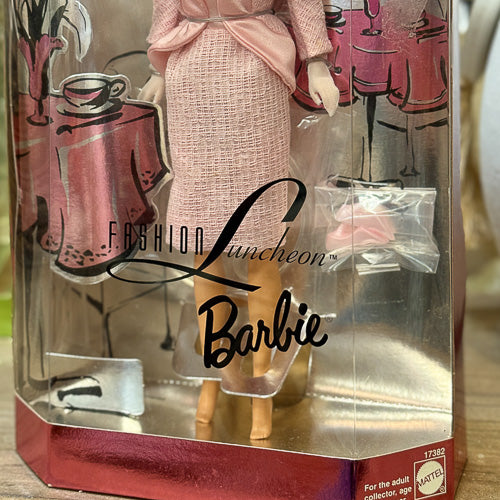 FASHION Luncheon™
Barbie
17382
For the adult
collector, age
MATTEL